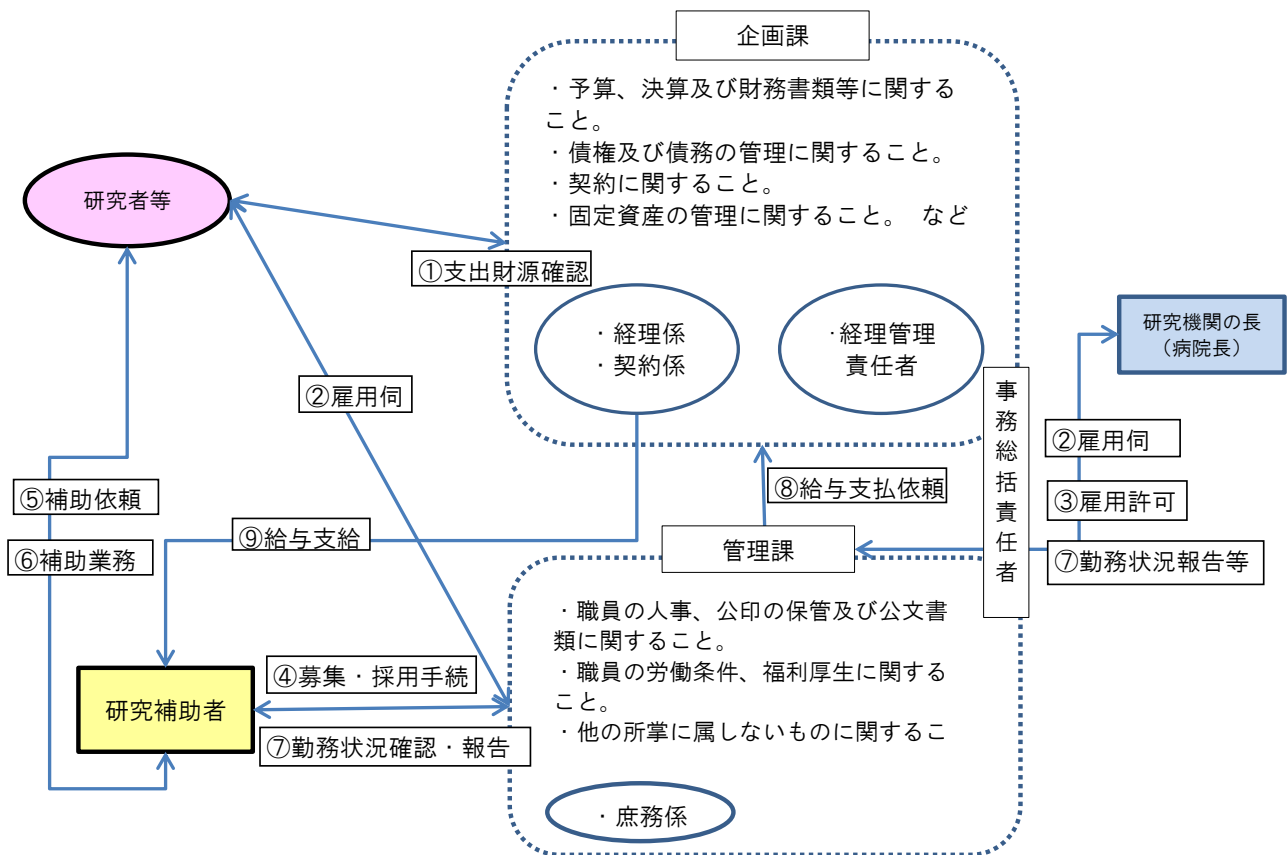 企画課
・予算、決算及び財務書類等に関する
こと。
・債権及び債務の管理に関すること。
・契約に関すること。
・固定資産の管理に関すること。 など
研究者等
①支出財源確認
・経理係
・契約係
・経理管理
責任者
研究機関の長
（病院長）
事務総括責任者
②雇用伺
②雇用伺
③雇用許可
⑦勤務状況報告等
⑤補助依頼
⑥補助業務
⑧給与支払依頼
⑨給与支給
管理課
・職員の人事、公印の保管及び公文書
類に関すること。
・職員の労働条件、福利厚生に関する
こと。
・他の所掌に属しないものに関するこ
研究補助者
④募集・採用手続
⑦勤務状況確認・報告
・庶務係